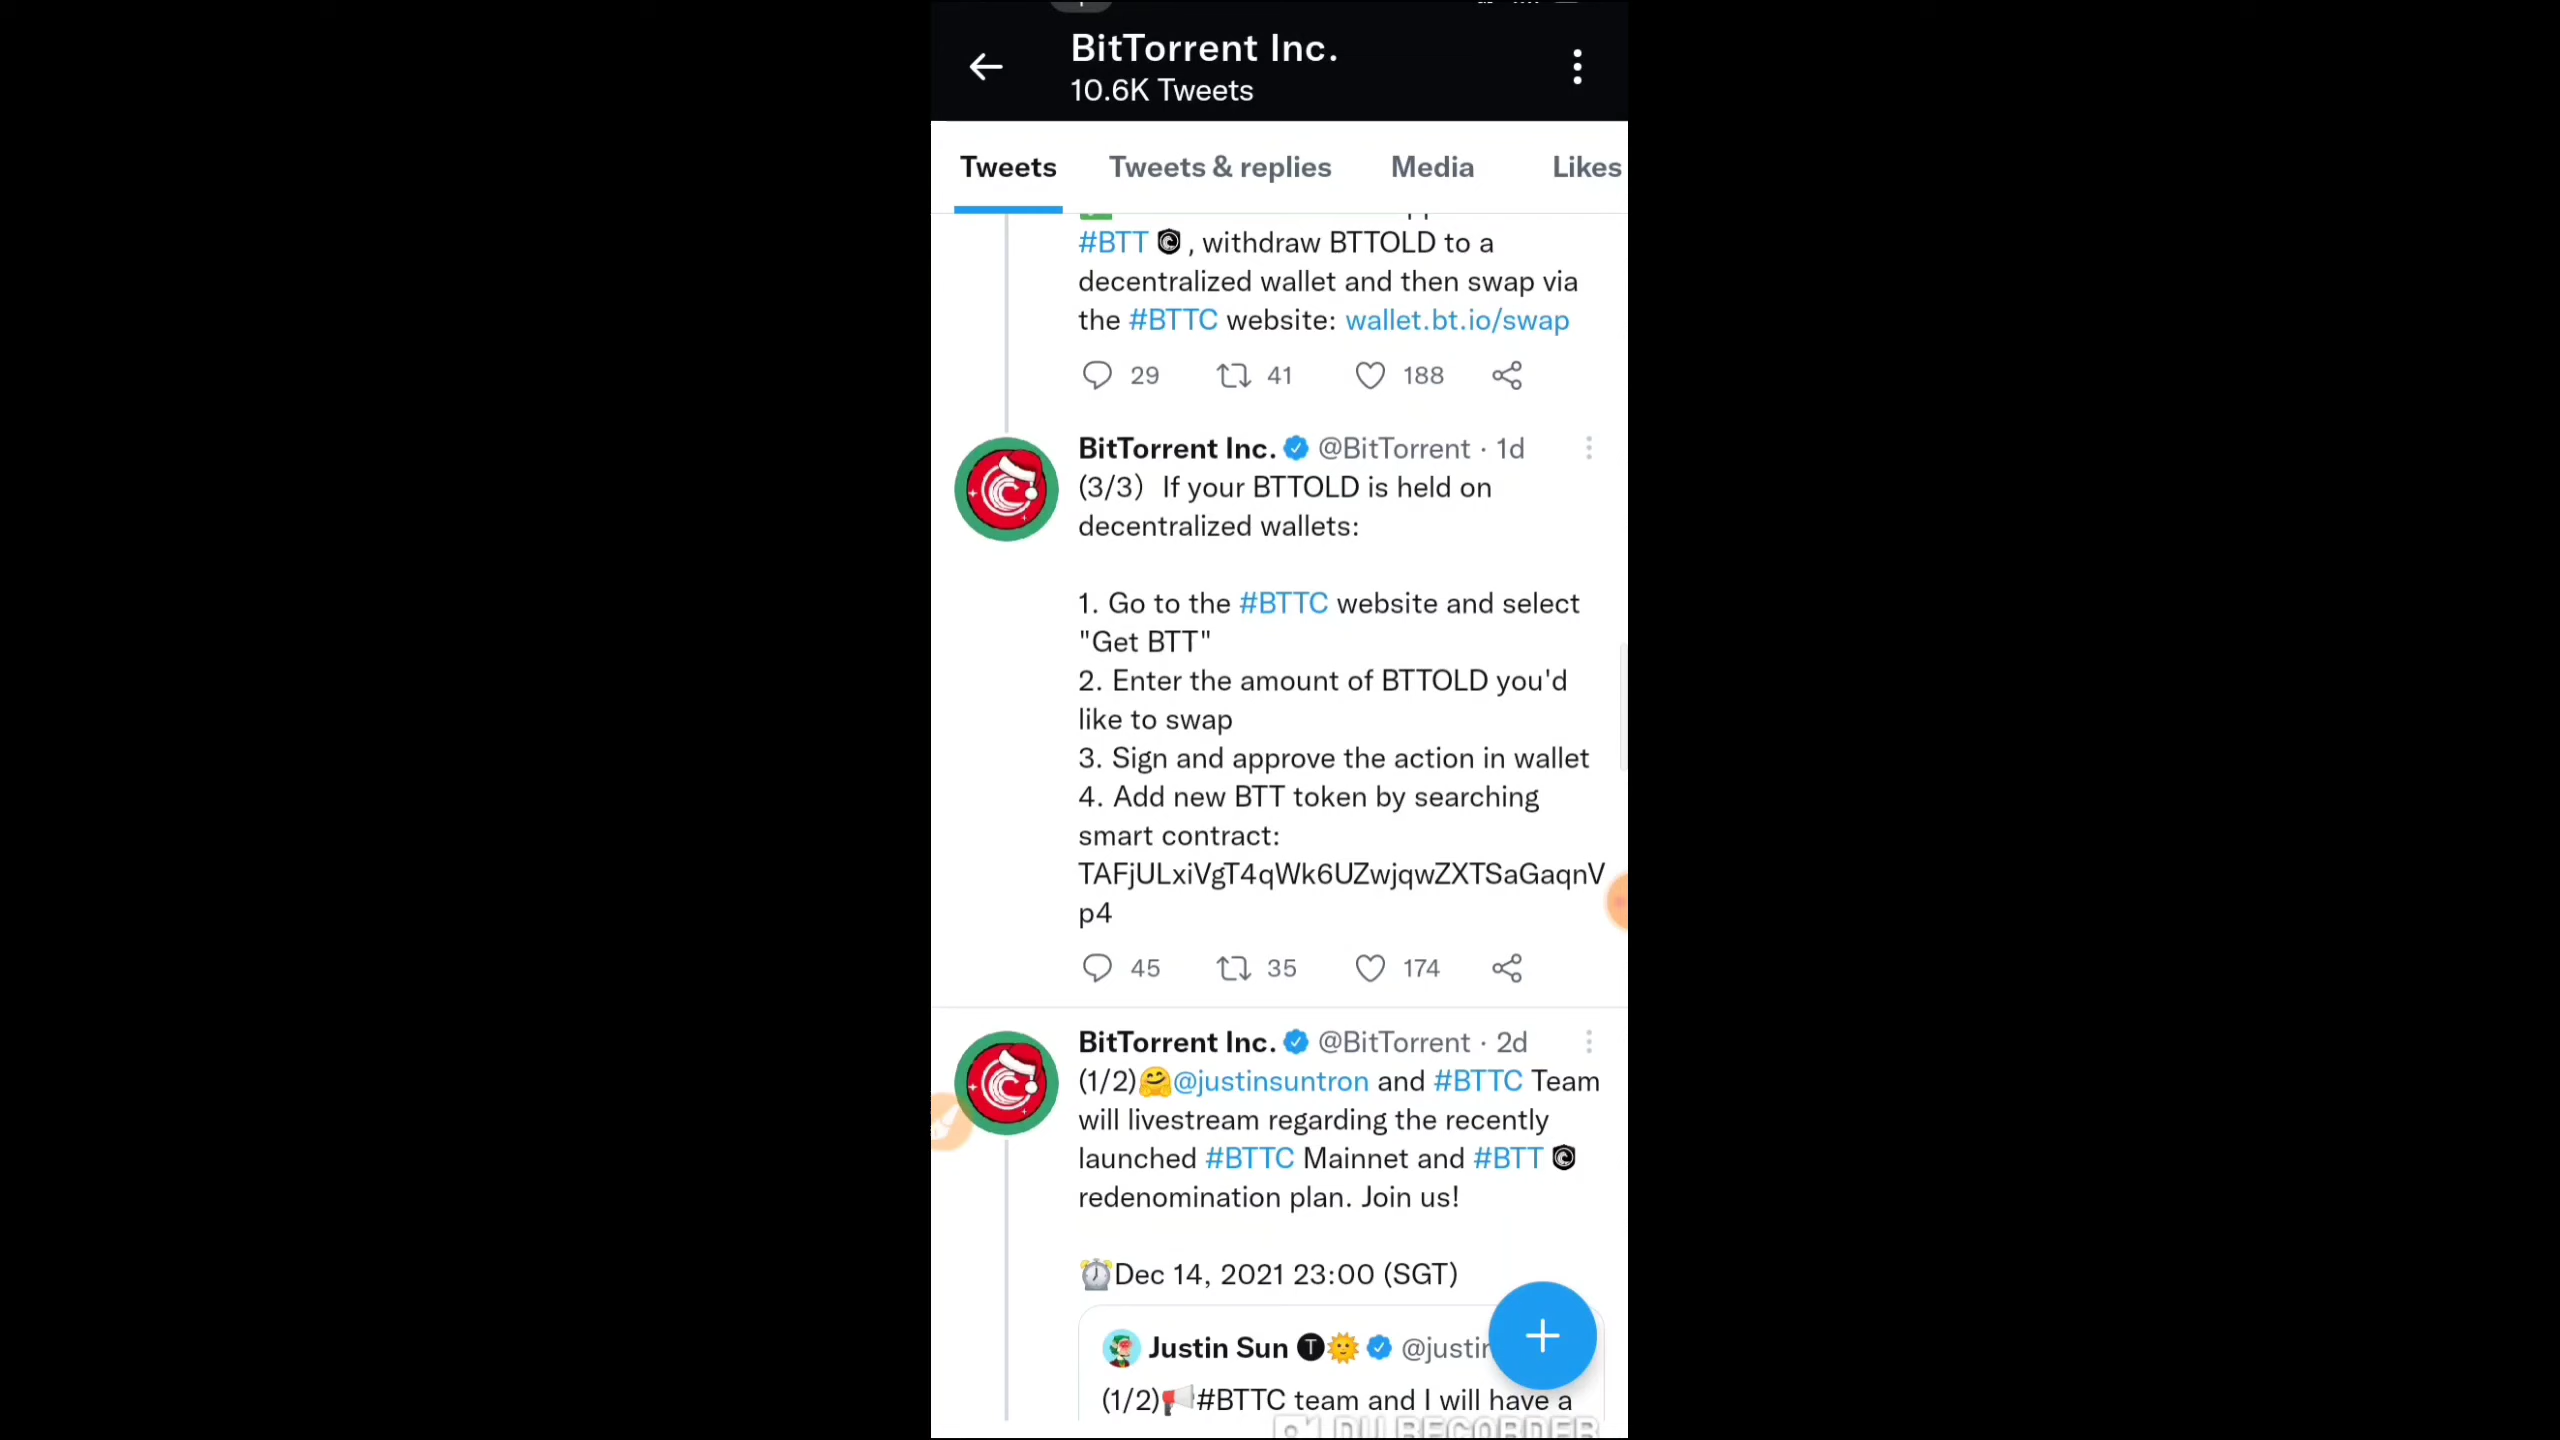 BitTorrent Inc.
10.6K Tweets
Tweets Tweets & replies Media Likes
#BTT , withdraw BTTOLD to a
decentralized wallet and then swap via
the #BTTC website: wallet.bt.io/swap
29 41 188
BitTorrent Inc. @BitTorrent · 1d
(3/3) If your BTTOLD is held on
decentralized wallets:
1. Go to the #BTTC website and select
"Get BTT"
2. Enter the amount of BTTOLD you'd
like to swap
3. Sign and approve the action in wallet
4. Add new BTT token by searching
smart contract:
TAFjULxiVgT4qWk6UZwjqwZXTSaGaqnV
p4
45 35 174
BitTorrent Inc. @BitTorrent · 2d
(1/2)🤗@justinsuntron and #BTTC Team
will livestream regarding the recently
launched #BTTC Mainnet and #BTT
redenomination plan. Join us!
⏰Dec 14, 2021 23:00 (SGT)
Justin Sun 🅣🌞 @justin
(1/2)📢#BTTC team and I will have a
DU RECORDER